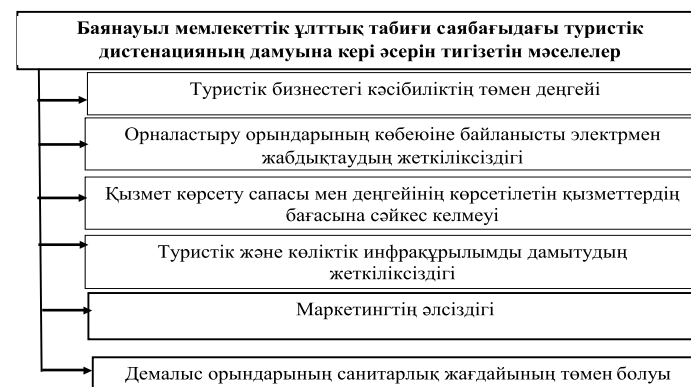 Баянауыл мемлекеттік ұлттық табиғи саябағыдағы туристік
дистенацияның дамуына кері әсерін тигізетін мәселелер
Туристік бизнестегі кәсібиліктің төмен деңгейі
Орналастыру орындарының көбеюіне байланысты электрмен
жабдықтаудың жеткіліксіздігі
Қызмет көрсету сапасы мен деңгейінің көрсетілетін қызметтердің
бағасына сәйкес келмеуі
Туристік және көліктік инфрақұрылымды дамытудың
жеткіліксіздігі
Маркетингтің әлсіздігі
Демалыс орындарының санитарлық жағдайының төмен болуы